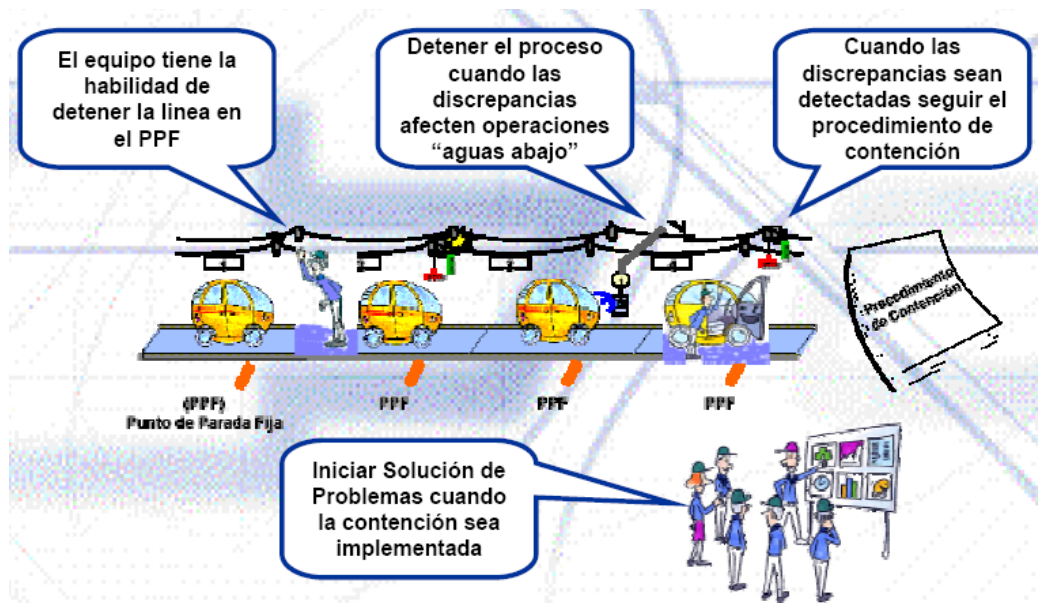 El equipo tiene la
habilidad de
detener la linea en
el PPF
Detener el proceso
cuando las
discrepancias
afecten operaciones
“aguas abajo”
Cuando las
discrepancias sean
detectadas seguir el
procedimiento de
contención
Procedimiento
de Contención
(PPF)
Punto de Parada Fija
PPF
PPF
PPF
Iniciar Solución de
Problemas cuando
la contención sea
implementada